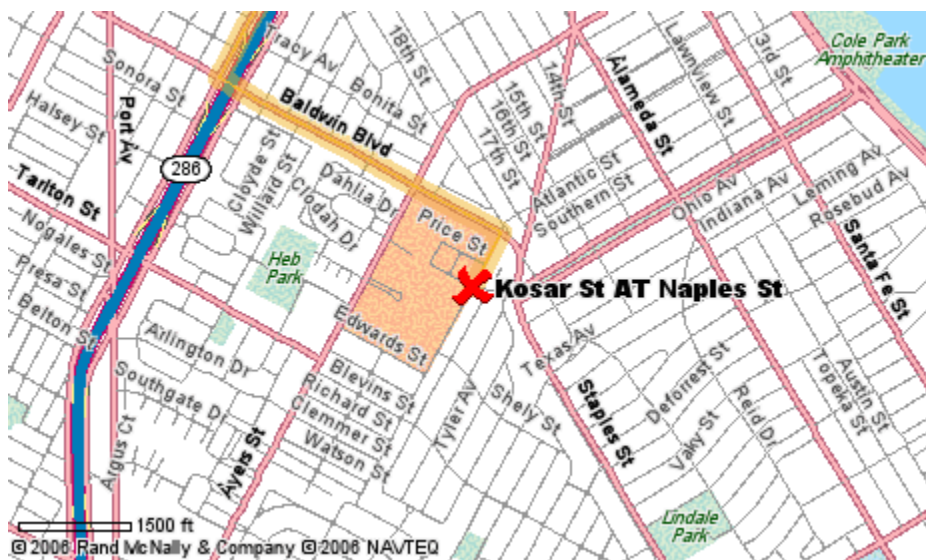 Cole Park
Amphitheater
Tracy Av
18th St
Lawnview St
3rd St
Sonora St
Bonita St
14th St
15th St
16th St
17th St
Alameda St
Halsey St
Port Av
Baldwin Blvd
286
Cloyde St
Willard St
Crodah Dr
Dahlia Dr
Price St
Atlantic St
Southern St
Ohio Av
Indiana Av
Leming Av
Rosebud Av
Tarlton St
Nogales St
Presa St
Belton St
Heb
Park
Kosar St AT Naples St
Santa Fe St
Edwards St
Arlington Dr
Southgate Dr
Argus Ct
Ayers St
Blevins St
Richard St
Clemmer St
Watson St
Tyler Av
Shely St
Texas Av
Staples St
Deforrest St
Vaky St
Reid Dr
Topeka St
Austin St
Lindale
Park
1500 ft
© 2006 Rand McNally & Company © 2006 NAVTEQ